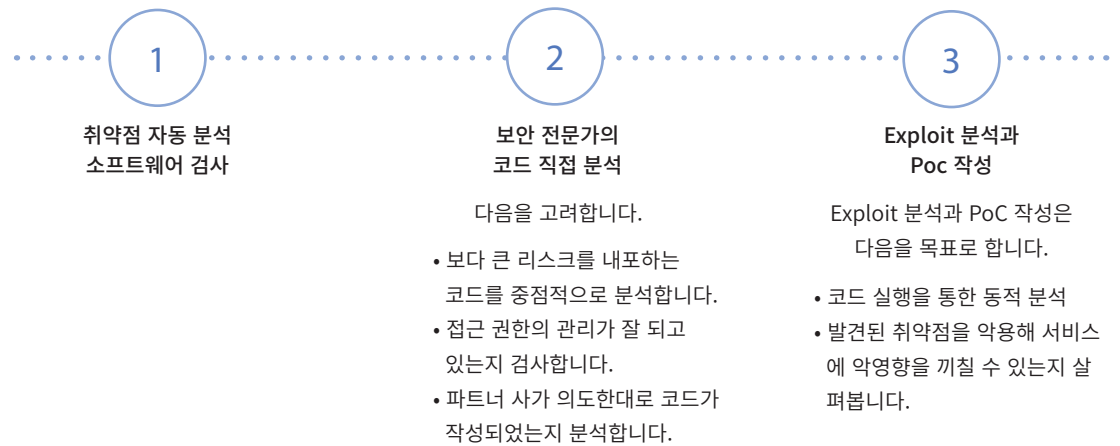 1
취약점 자동 분석
소프트웨어 검사
2
보안 전문가의
코드 직접 분석
다음을 고려합니다.
• 보다 큰 리스크를 내포하는
코드를 중점적으로 분석합니다.
• 접근 권한의 관리가 잘 되고
있는지 검사합니다.
• 파트너 사가 의도한대로 코드가
작성되었는지 분석합니다.
3
Exploit 분석과
Poc 작성
Exploit 분석과 PoC 작성은
다음을 목표로 합니다.
• 코드 실행을 통한 동적 분석
• 발견된 취약점을 악용해 서비스
에 악영향을 끼칠 수 있는지 살
펴봅니다.